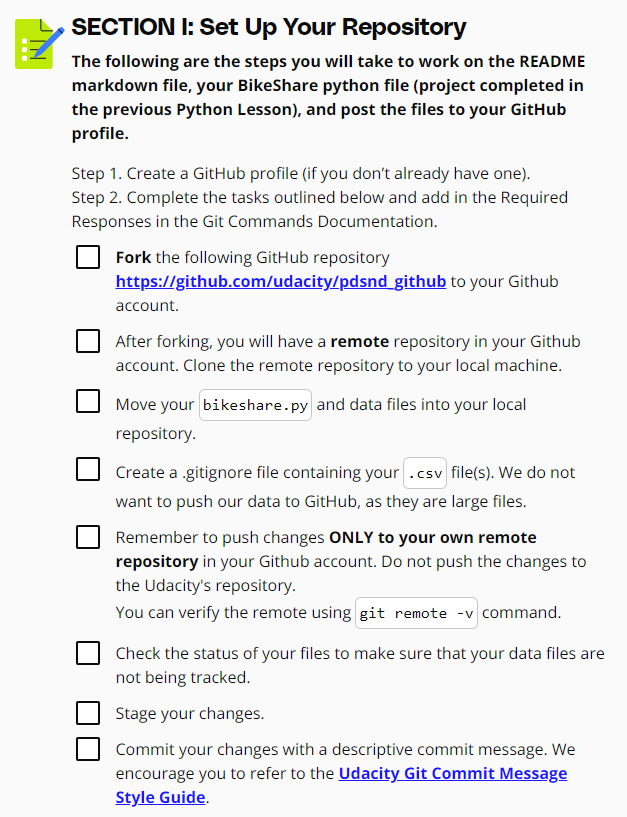 SECTION I: Set Up Your Repository
The following are the steps you will take to work on the README
markdown file, your BikeShare python file (project completed in
the previous Python Lesson), and post the files to your GitHub
profile.
Step 1. Create a GitHub profile (if you don’t already have one).
Step 2. Complete the tasks outlined below and add in the Required
Responses in the Git Commands Documentation.
Fork the following GitHub repository
https://github.com/udacity/pdsnd_github to your Github
account.
After forking, you will have a remote repository in your Github
account. Clone the remote repository to your local machine.
Move your bikeshare.py and data files into your local
repository.
Create a .gitignore file containing your .csv file(s). We do not
want to push our data to GitHub, as they are large files.
Remember to push changes ONLY to your own remote
repository in your Github account. Do not push the changes to
the Udacity's repository.
You can verify the remote using git remote -v command.
Check the status of your files to make sure that your data files are
not being tracked.
Stage your changes.
Commit your changes with a descriptive commit message. We
encourage you to refer to the Udacity Git Commit Message
Style Guide.